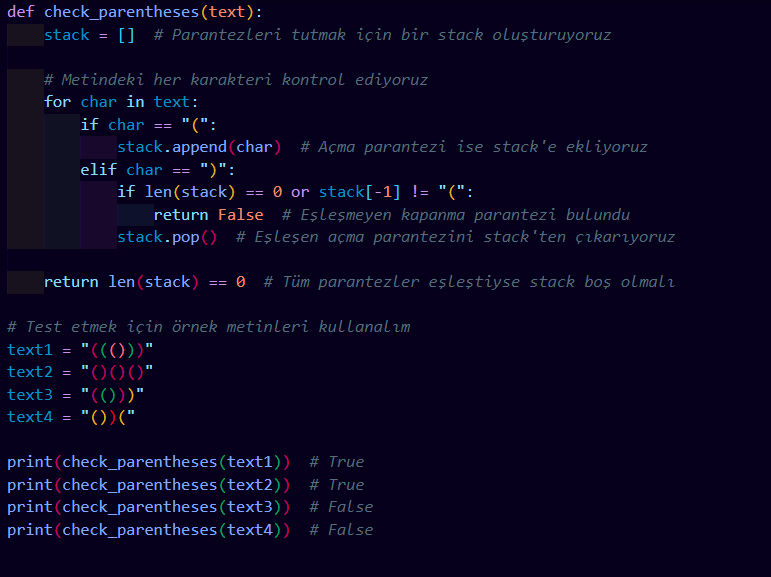 def check_parentheses(text):
    stack = []  # Parantezleri tutmak için bir stack oluşturuyoruz

    # Metindeki her karakteri kontrol ediyoruz
    for char in text:
        if char == "(":
            stack.append(char)  # Açma parantezi ise stack'e ekliyoruz
        elif char == ")":
            if len(stack) == 0 or stack[-1] != "(":
                return False  # Eşleşmeyen kapanma parantezi bulundu
            stack.pop()  # Eşleşen açma parantezini stack'ten çıkarıyoruz

    return len(stack) == 0  # Tüm parantezler eşleştiyse stack boş olmalı

# Test etmek için örnek metinleri kullanalım
text1 = "((()))"
text2 = "()()()"
text3 = "(()))"
text4 = "())("

print(check_parentheses(text1))  # True
print(check_parentheses(text2))  # True
print(check_parentheses(text3))  # False
print(check_parentheses(text4))  # False